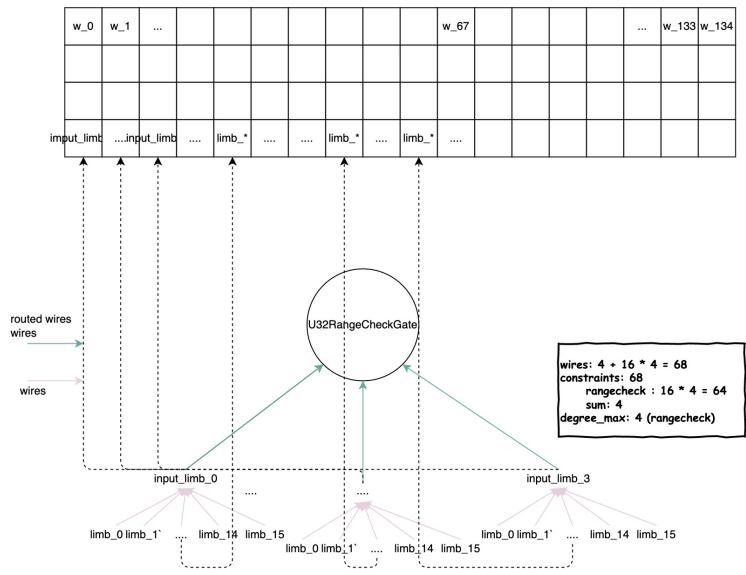 w_0 w_1 ... w_67 ... w_133 w_134
imput_limb ....input_limb .... limb_* .... .... limb_* .... limb_* ....
U32RangeCheckGate
routed wires
wires
wires
wires: 4 + 16 * 4 = 68
constraints: 68
rangecheck : 16 * 4 = 64
sum: 4
degree_max: 4 (rangecheck)
input_limb_0 .... .... input_limb_3
limb_0 limb_1` .... limb_14 limb_15
limb_0 limb_1` .... limb_14 limb_15
limb_0 limb_1` .... limb_14 limb_15